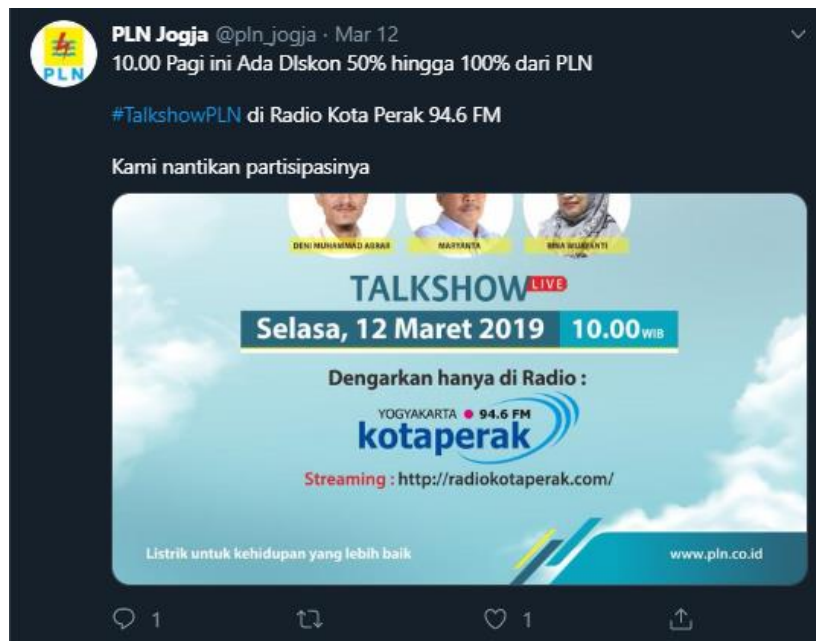 PLN Jogja @pln_jogja · Mar 12
10.00 Pagi ini Ada DIskon 50% hingga 100% dari PLN
#TalkshowPLN di Radio Kota Perak 94.6 FM
Kami nantikan partisipasinya
PLN
DENI MUHAMMAD AGBAR
MARYANTA
RINA WIJAYANTI
TALKSHOW LIVE
Selasa, 12 Maret 2019 10.00 WIB
Dengarkan hanya di Radio :
YOGYAKARTA 94.6 FM
kotaperak
Streaming : http://radiokotaperak.com/
Listrik untuk kehidupan yang lebih baik www.pln.co.id
1 1